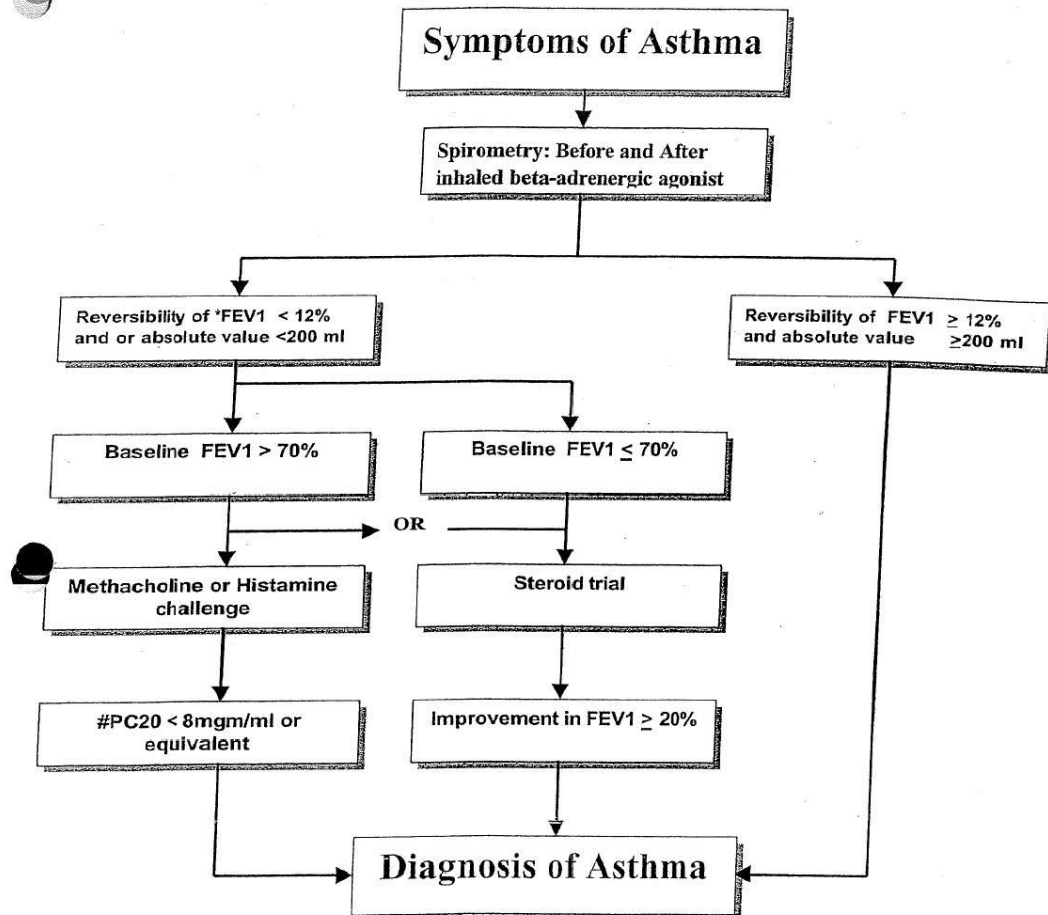 Symptoms of Asthma
Spirometry: Before and After
inhaled beta-adrenergic agonist
Reversibility of *FEV1 < 12%
and or absolute value <200 ml
Reversibility of FEV1 ≥ 12%
and absolute value ≥200 ml
Baseline FEV1 > 70%
Baseline FEV1 ≤ 70%
OR
Methacholine or Histamine
challenge
Steroid trial
#PC20 < 8mgm/ml or
equivalent
Improvement in FEV1 ≥ 20%
Diagnosis of Asthma